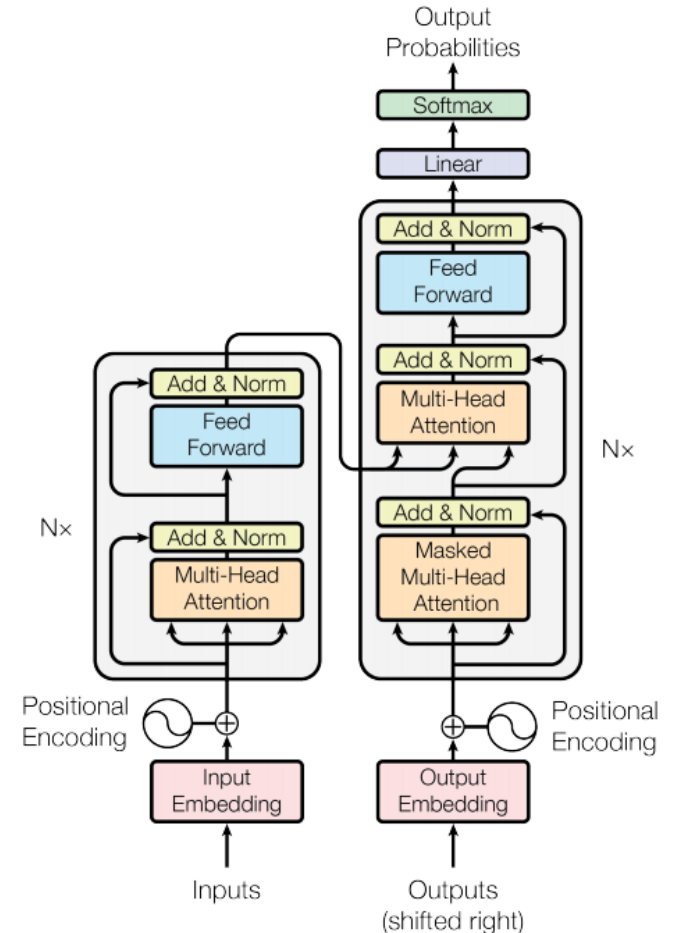 Output
Probabilities
Softmax
Linear
Add & Norm
Feed
Forward
Add & Norm
Multi-Head
Attention
N×
Add & Norm
Masked
Multi-Head
Attention
Add & Norm
Feed
Forward
N×
Add & Norm
Multi-Head
Attention
Positional
Encoding
Positional
Encoding
Input
Embedding
Output
Embedding
Inputs
Outputs
(shifted right)